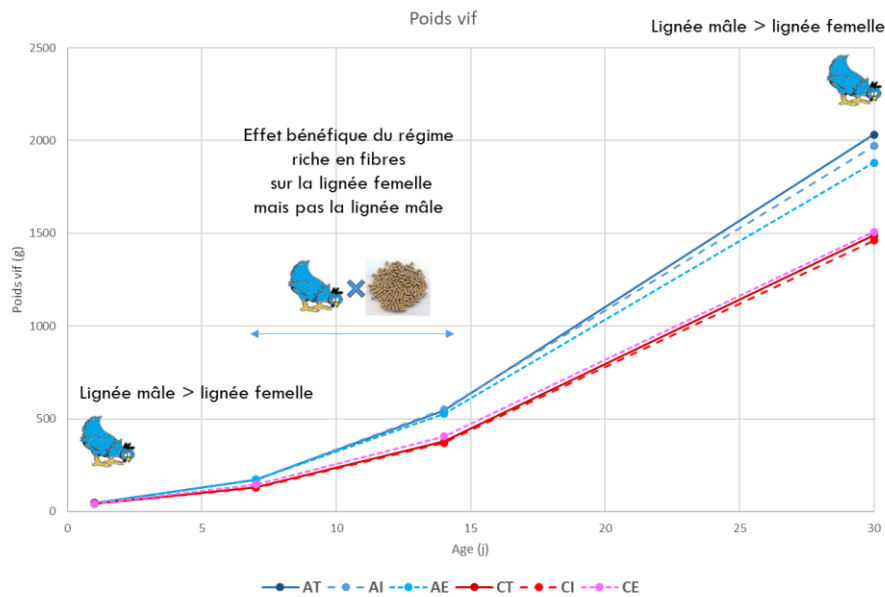 Poids vif
Lignée mâle > lignée femelle
2500
2000
1500
1000
500
0
Poids vif (g)
Effet bénéfique du régime
riche en fibres
sur la lignée femelle
mais pas la lignée mâle
Lignée mâle > lignée femelle
0 5 10 15 20 25 30
Age (j)
AT AI AE CT CI CE